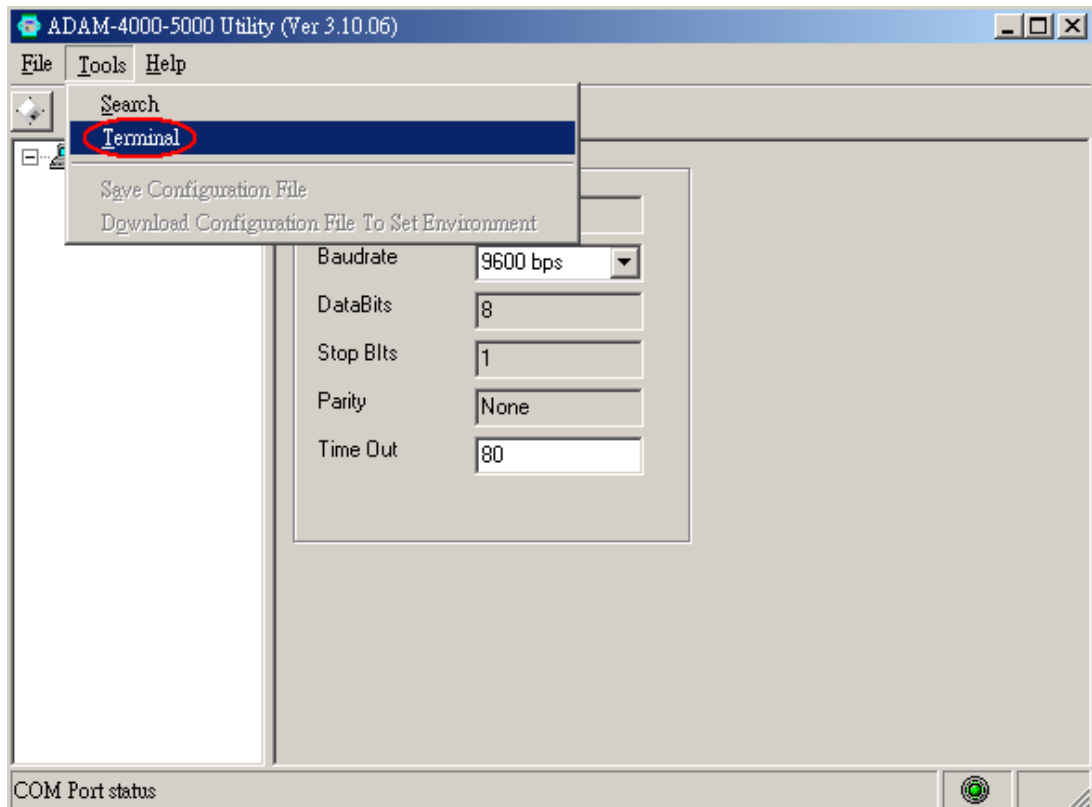 ADAM-4000-5000 Utility (Ver 3.10.06)
File Tools Help
Search
Terminal
Save Configuration File
Download Configuration File To Set Environment
Baudrate 9600 bps
DataBits 8
Stop BIts 1
Parity None
Time Out 80
COM Port status